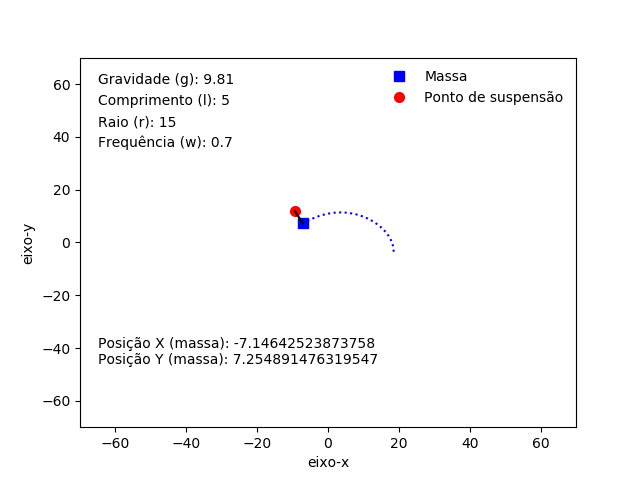 Gravidade (g): 9.81
Comprimento (l): 5
Raio (r): 15
Frequência (w): 0.7
Massa
Ponto de suspensão
60
40
20
0
−20
−40
−60
eixo-y
Posição X (massa): -7.14642523873758
Posição Y (massa): 7.254891476319547
−60
−40
−20
0
20
40
60
eixo-x